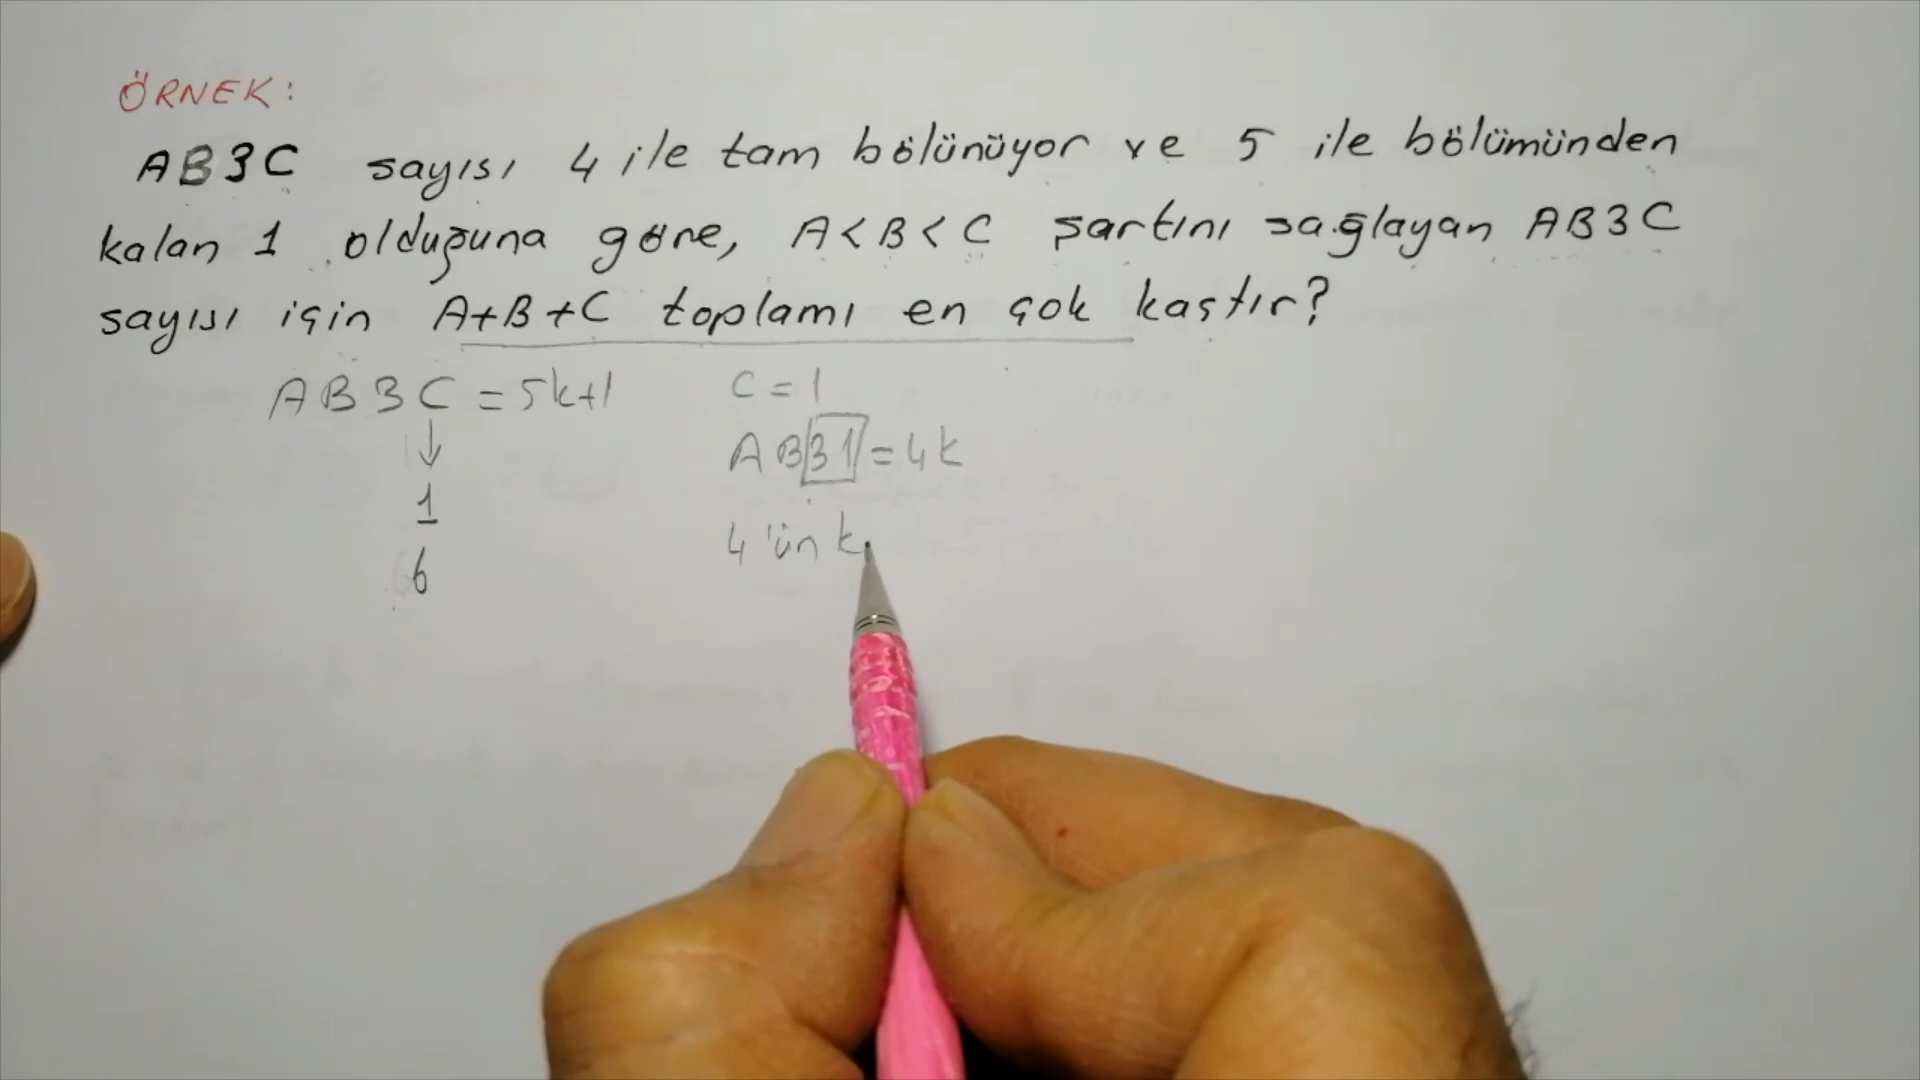 ÖRNEK:
AB3C sayısı 4 ile tam bölünüyor ve 5 ile bölümünden
kalan 1 olduğuna göre, A<B<C şartını sağlayan AB3C
sayısı için A+B+C toplamı en çok kaçtır?
AB3C = 5k+1
↓
1
6
C = 1
AB31 = 4k
4'ün k